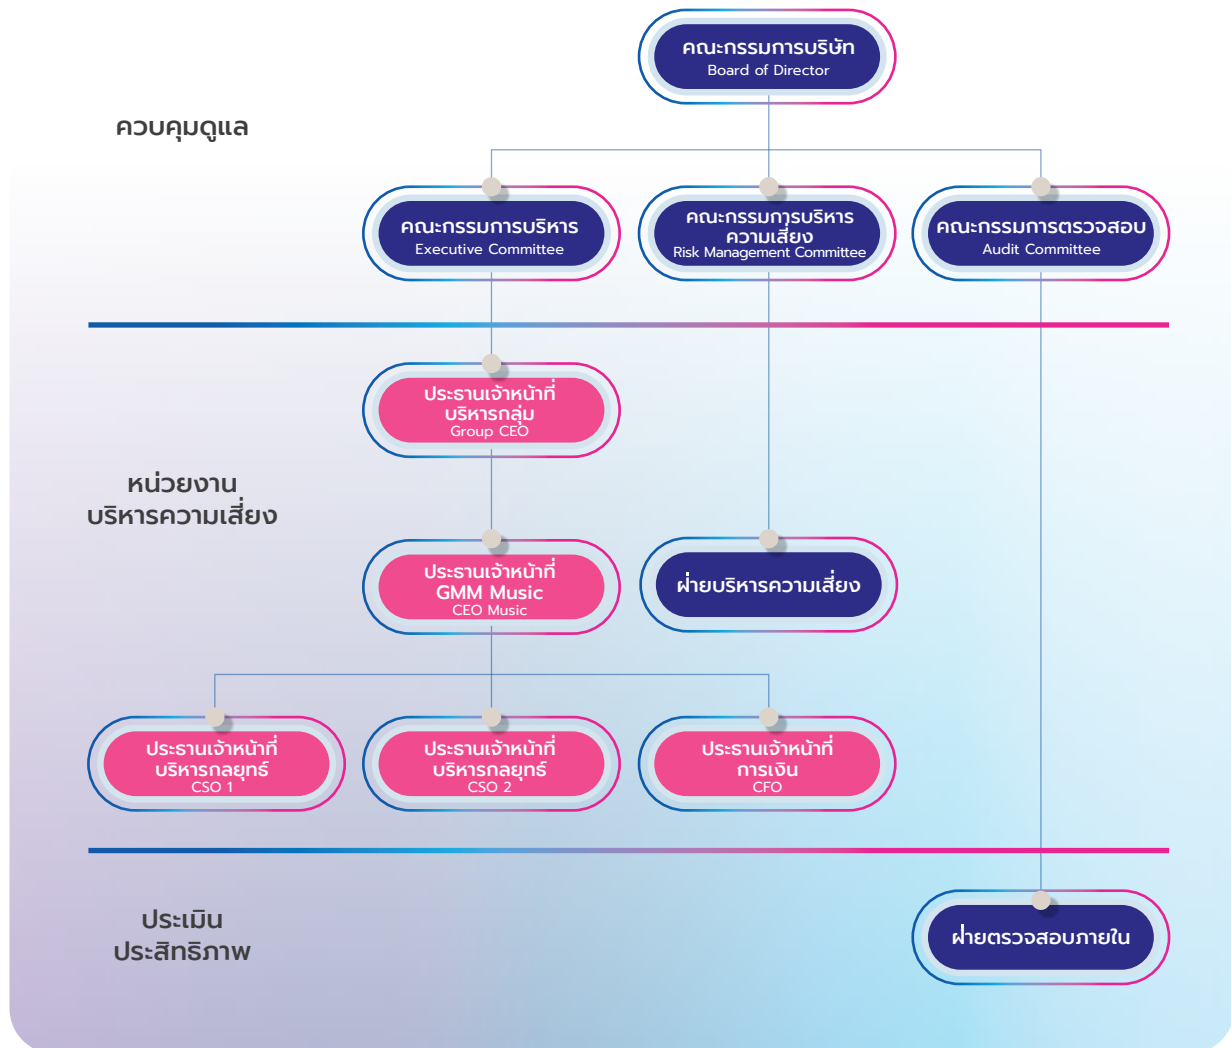 คณะกรรมการบริษัท
Board of Director
ควบคุมดูแล
คณะกรรมการบริหาร
Executive Committee
คณะกรรมการบริหาร
ความเสี่ยง
Risk Management Committee
คณะกรรมการตรวจสอบ
Audit Committee
ประธานเจ้าหน้าที่
บริหารกลุ่ม
Group CEO
หน่วยงาน
บริหารความเสี่ยง
ประธานเจ้าหน้าที่
GMM Music
CEO Music
ฝ่ายบริหารความเสี่ยง
ประธานเจ้าหน้าที่
บริหารกลยุทธ์
CSO 1
ประธานเจ้าหน้าที่
บริหารกลยุทธ์
CSO 2
ประธานเจ้าหน้าที่
การเงิน
CFO
ประเมิน
ประสิทธิภาพ
ฝ่ายตรวจสอบภายใน